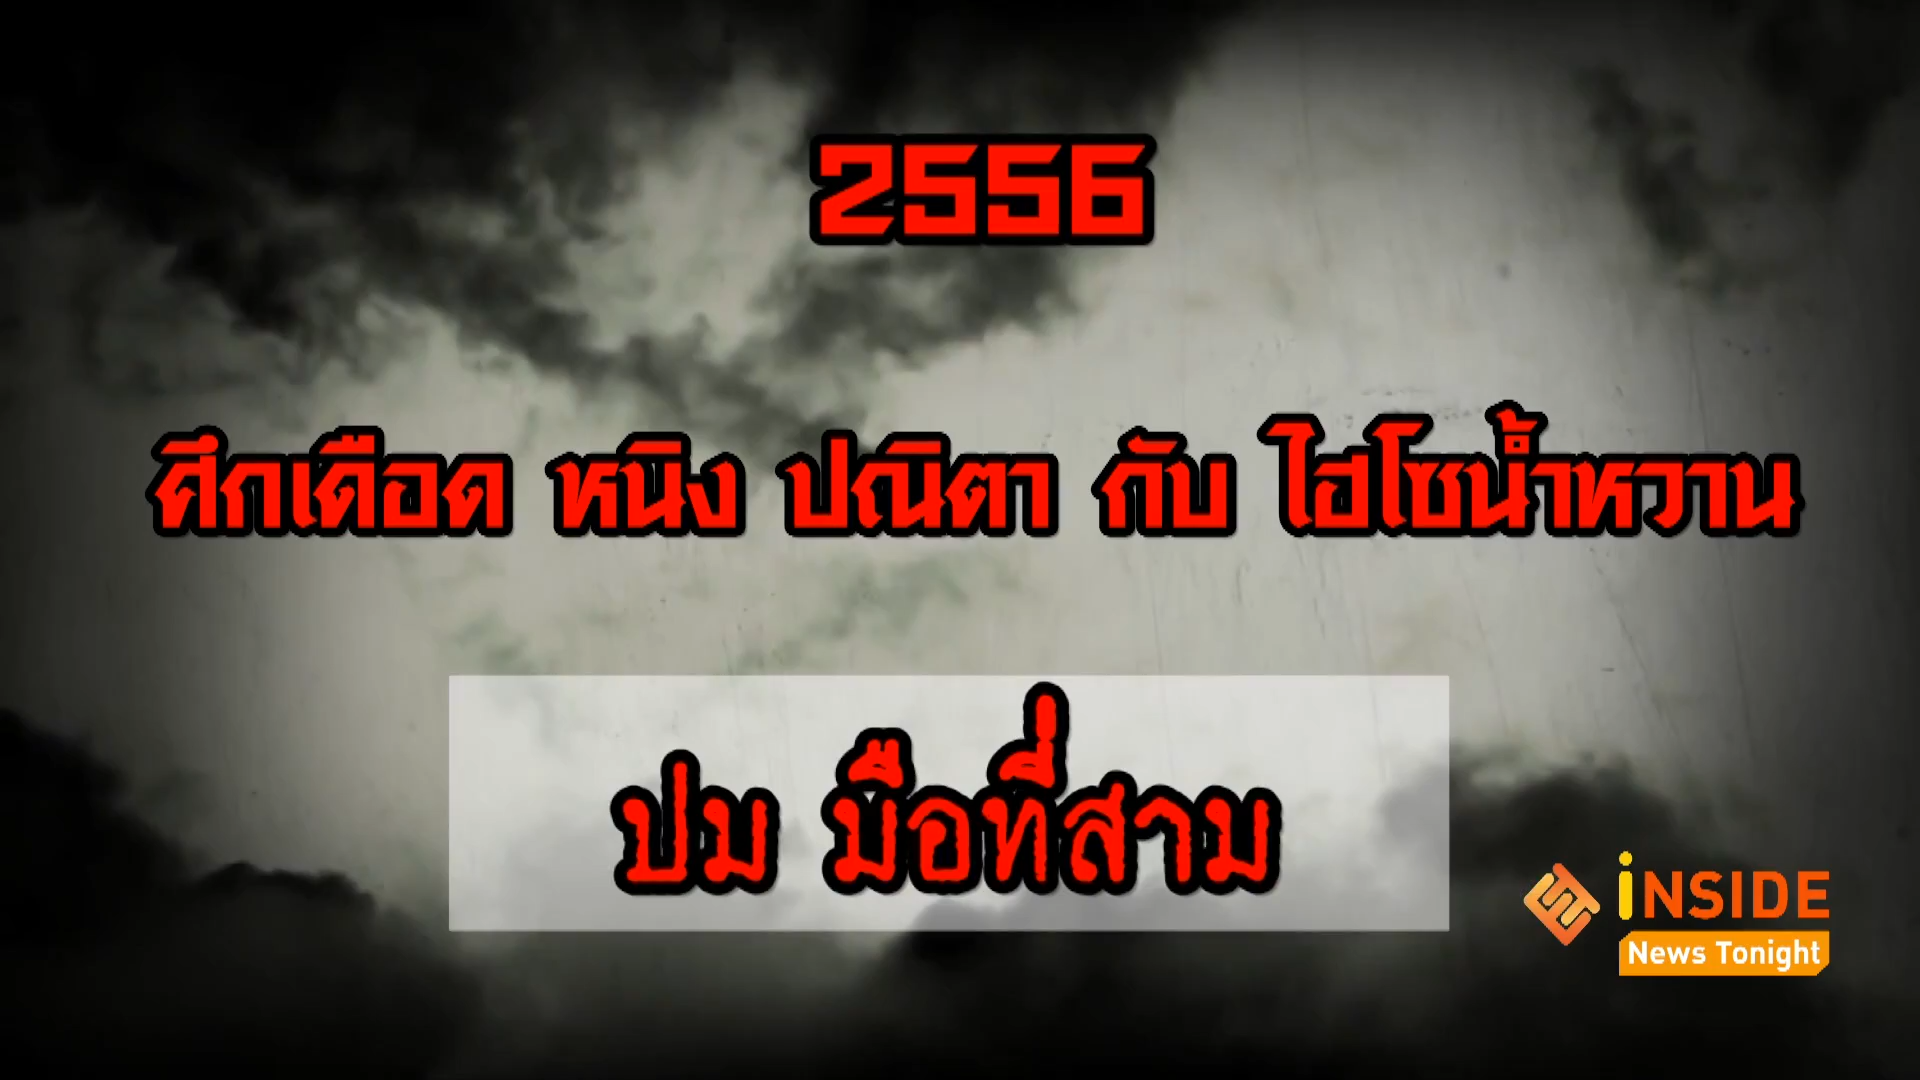 2556
ศึกเดือด หนิง ปณิตา กับ ไฮโซน้ำหวาน
ปม มือที่สาม
iNSIDE
News Tonight